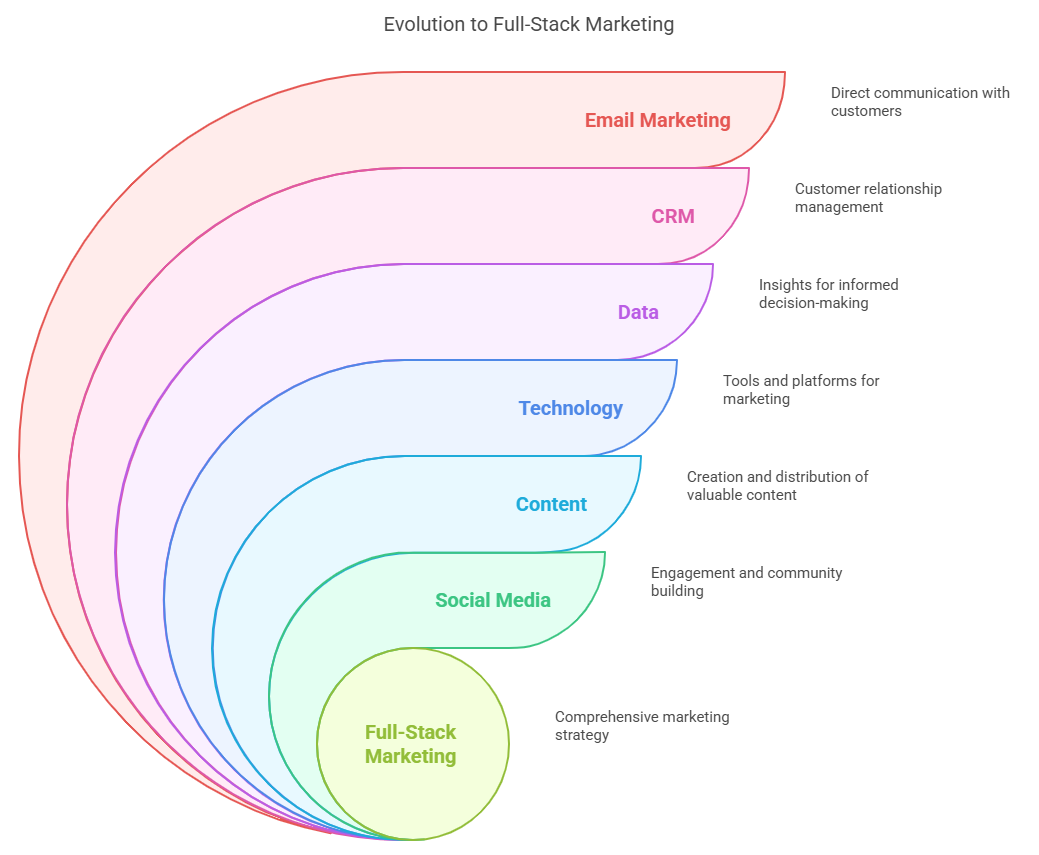 Evolution to Full-Stack Marketing
Email Marketing
Direct communication with
customers
CRM
Customer relationship
management
Data
Insights for informed
decision-making
Technology
Tools and platforms for
marketing
Content
Creation and distribution of
valuable content
Social Media
Engagement and community
building
Full-Stack
Marketing
Comprehensive marketing
strategy